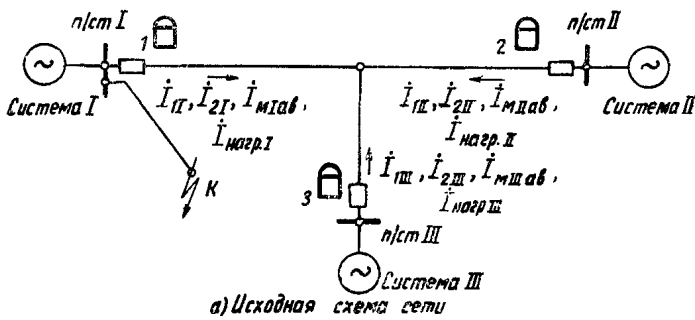 п/ст I
1
2
п/ст II
Система I
Система II
İ1I, İ2I, İмIав,
İнагр.I
İ1II, İ2II, İмIIав,
İнагр.II
К
3
İ1III, İ2III, İмIIав,
İнагрIII
п/ст III
Система III
а) Исходная схема сети